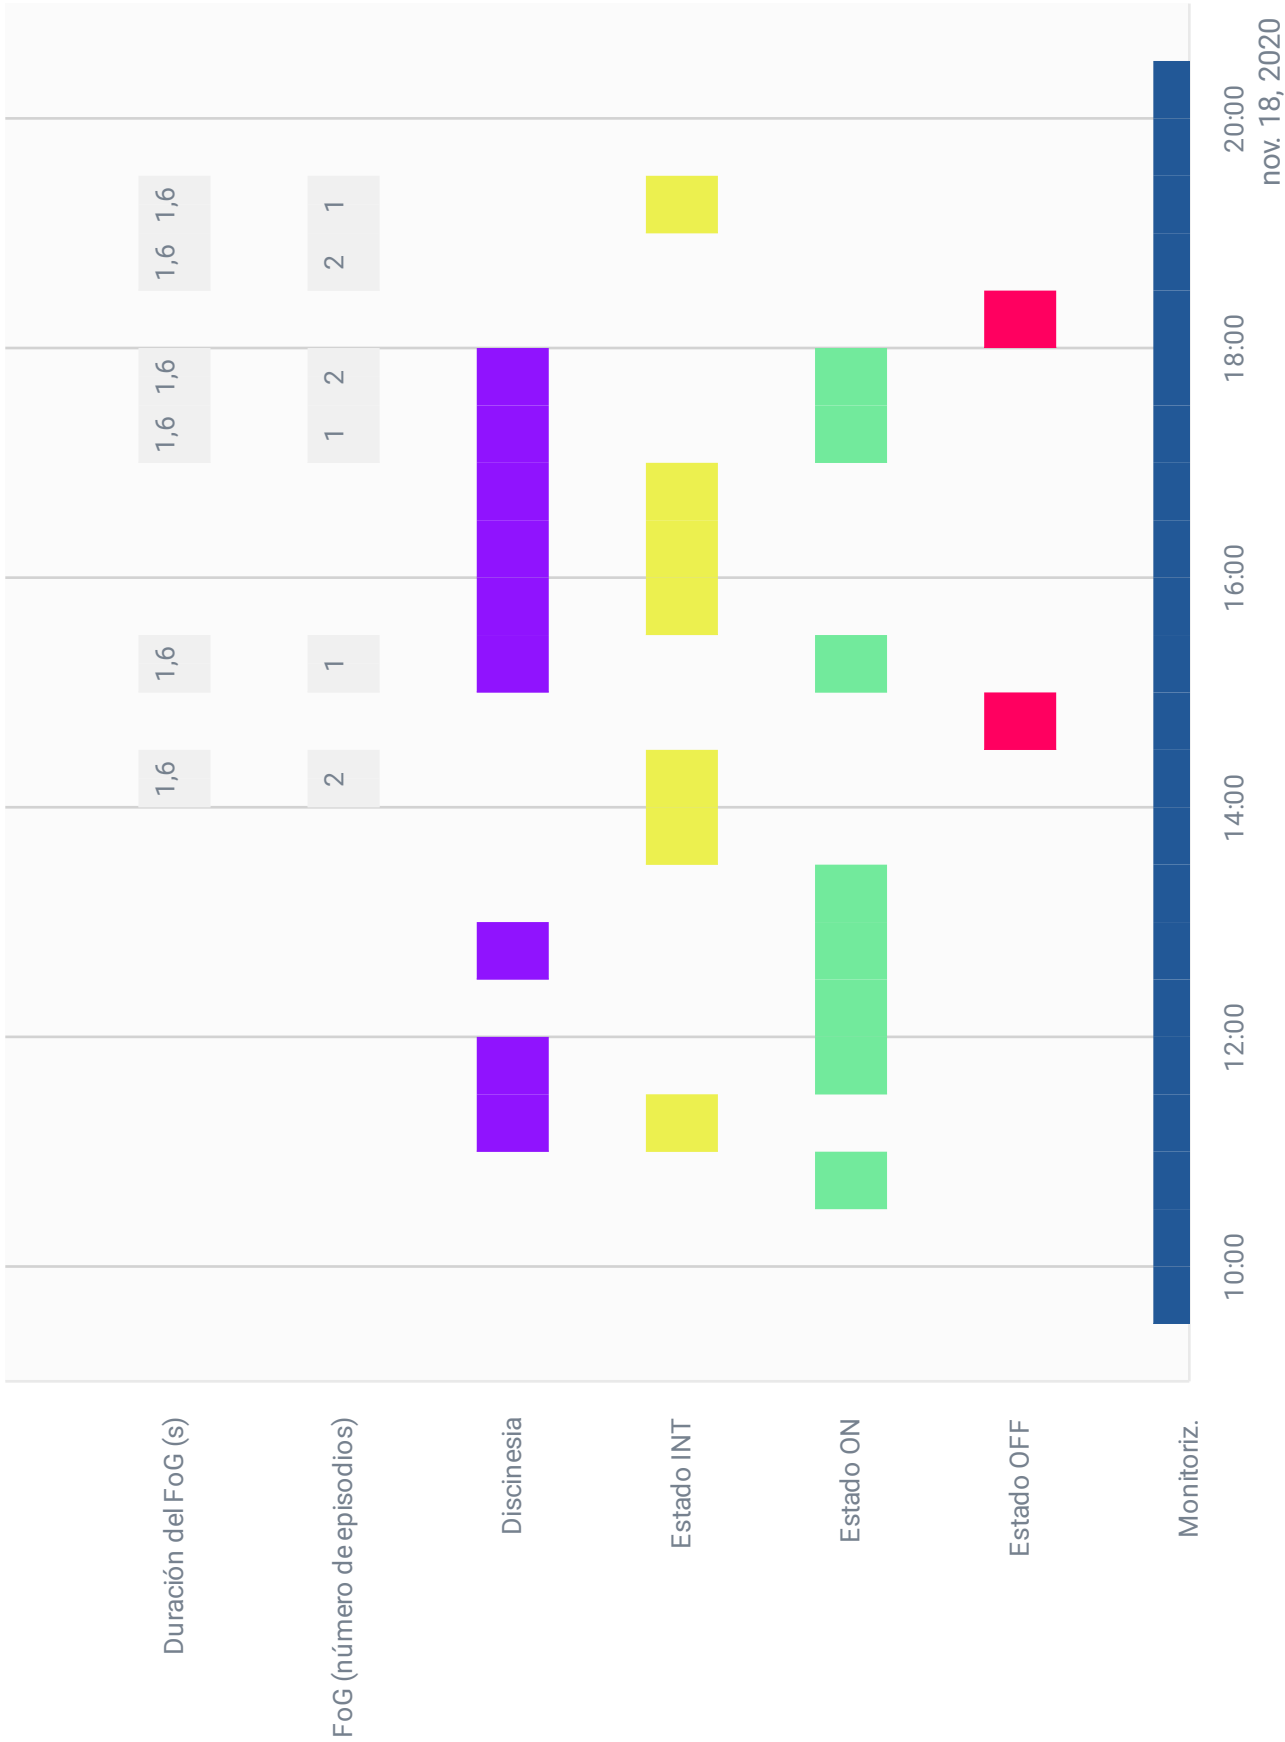 Duración del FoG (s)
1,6
1,6
1,6
1,6
1,6
1,6
FoG (número de episodios)
2
1
1
2
2
1
Discinesia
Estado INT
Estado ON
Estado OFF
Monitoriz.
10:00
12:00
14:00
16:00
18:00
20:00
nov. 18, 2020